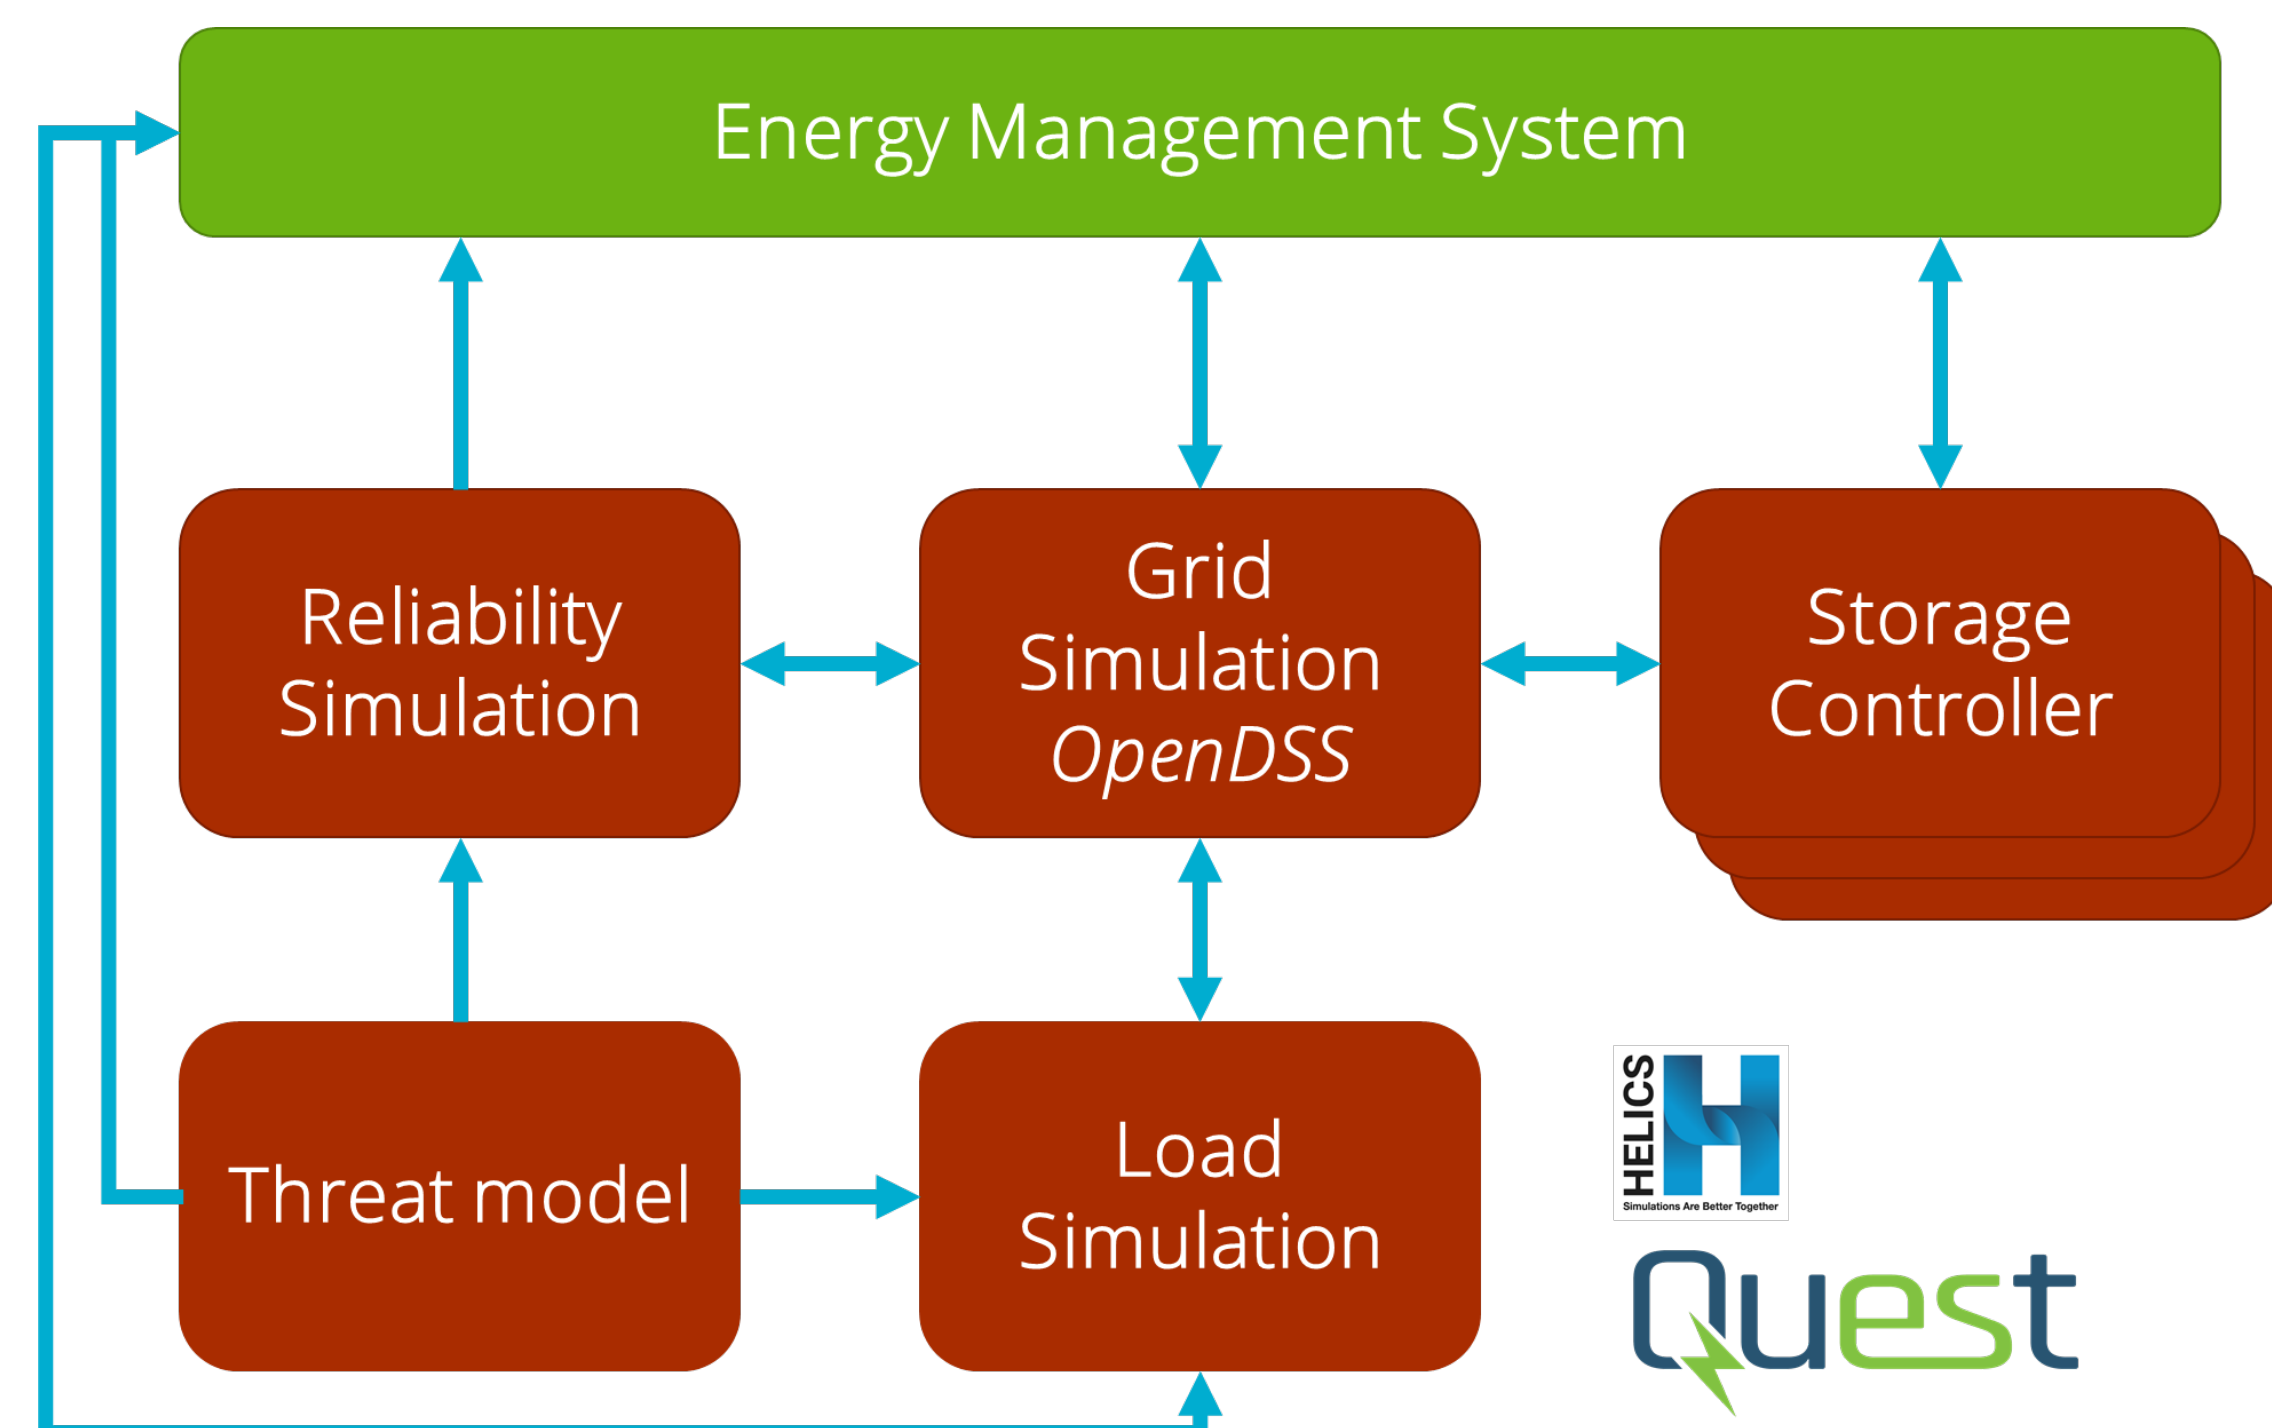 Energy Management System
Reliability
Simulation
Grid
Simulation
OpenDSS
Storage
Controller
Threat model
Load
Simulation
HELICS
Simulations Are Better Together
Quest